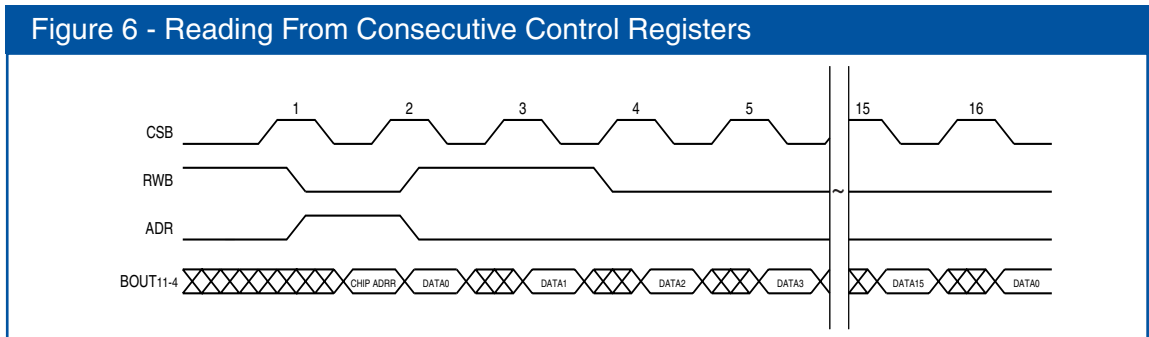 Figure 6 - Reading From Consecutive Control Registers
1 2 3 4 5 15 16
CSB
RWB
~
ADR
BOUT11-4 CHIP ADRR DATA0 DATA1 DATA2 DATA3 DATA15 DATA0